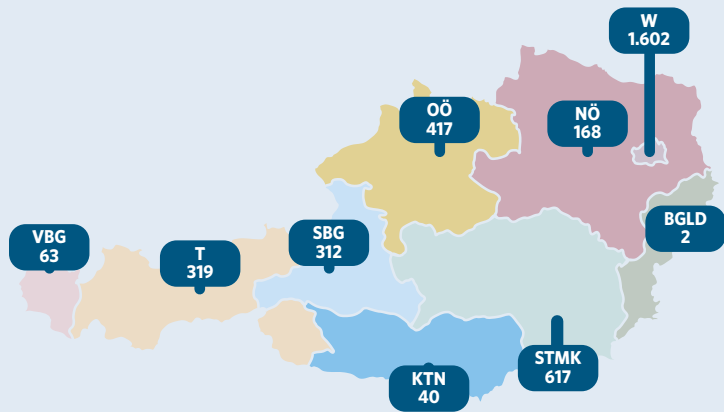 W
1.602
OÖ
417
NÖ
168
VBG
63
T
319
SBG
312
BGLD
2
KTN
40
STMK
617